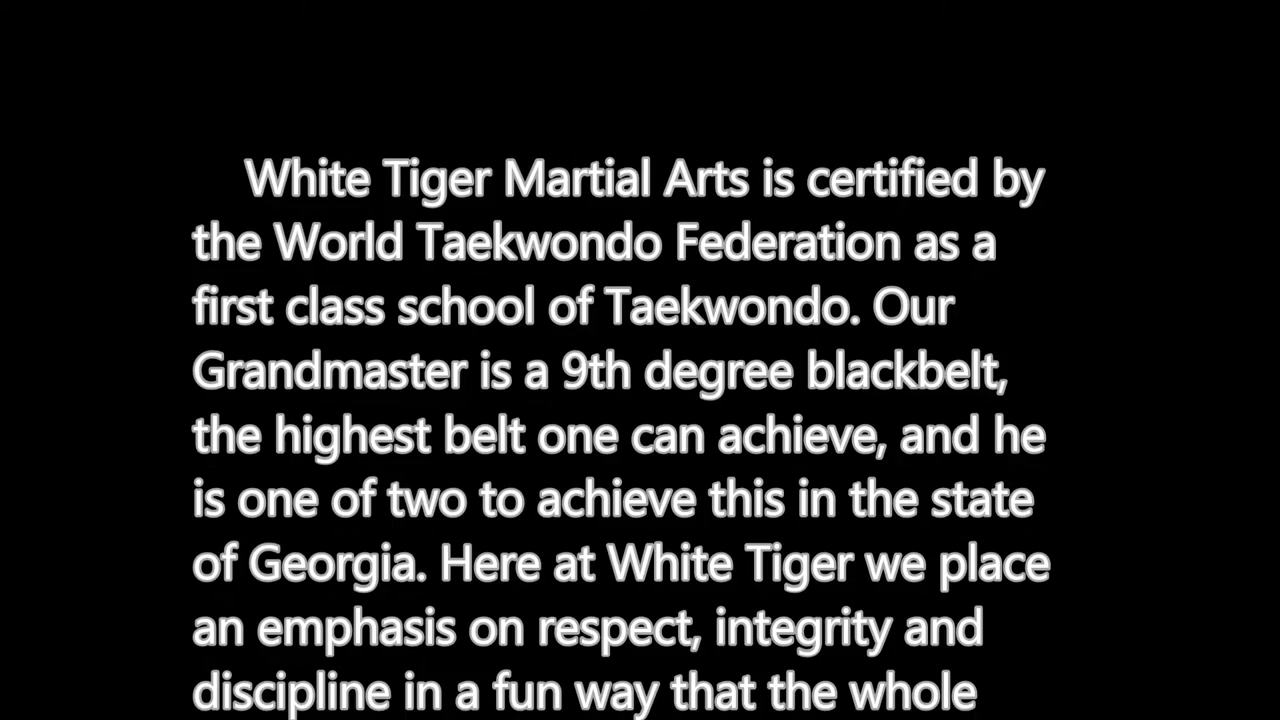 White Tiger Martial Arts is certified by
the World Taekwondo Federation as a
first class school of Taekwondo. Our
Grandmaster is a 9th degree blackbelt,
the highest belt one can achieve, and he
is one of two to achieve this in the state
of Georgia. Here at White Tiger we place
an emphasis on respect, integrity and
discipline in a fun way that the whole